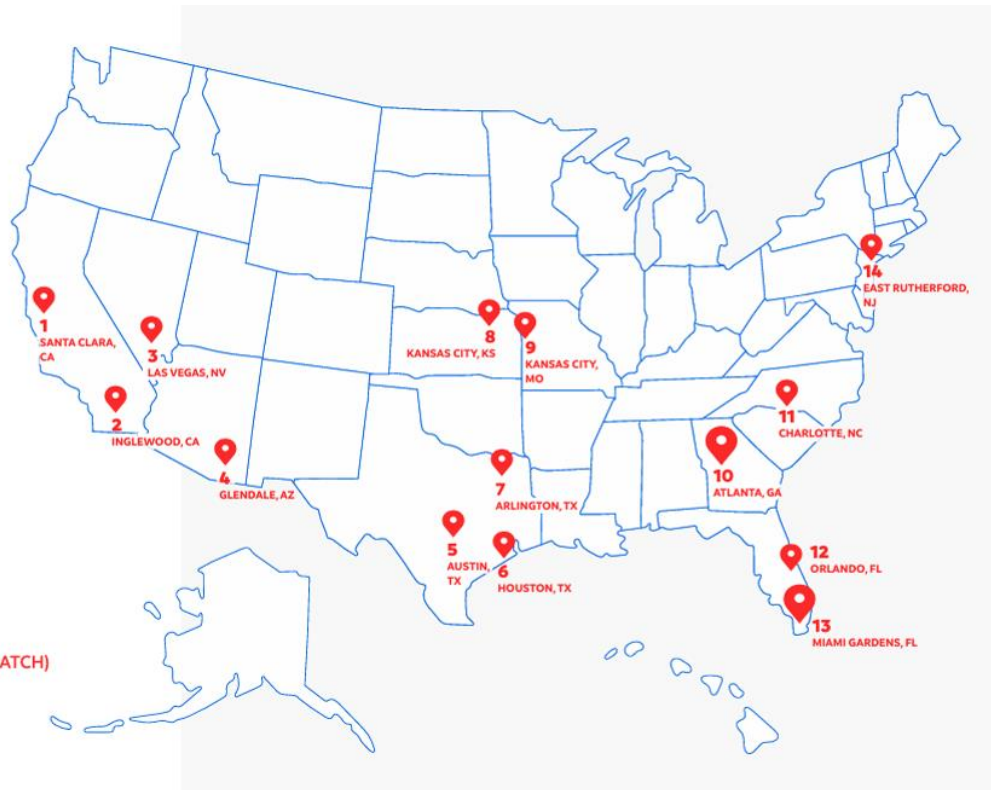 1
SANTA CLARA,
CA
3
LAS VEGAS, NV
2
INGLEWOOD, CA
4
GLENDALE, AZ
8
KANSAS CITY, KS
9
KANSAS CITY,
MO
7
ARLINGTON, TX
5
AUSTIN,
TX
6
HOUSTON, TX
14
EAST RUTHERFORD,
NJ
11
CHARLOTTE, NC
10
ATLANTA, GA
12
ORLANDO, FL
13
MIAMI GARDENS, FL
ATCH)